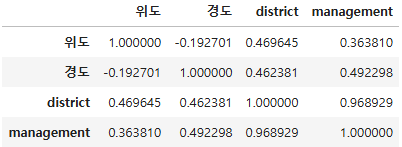 위도 경도 district management
위도 1.000000 -0.192701 0.469645 0.363810
경도 -0.192701 1.000000 0.462381 0.492298
district 0.469645 0.462381 1.000000 0.968929
management 0.363810 0.492298 0.968929 1.000000